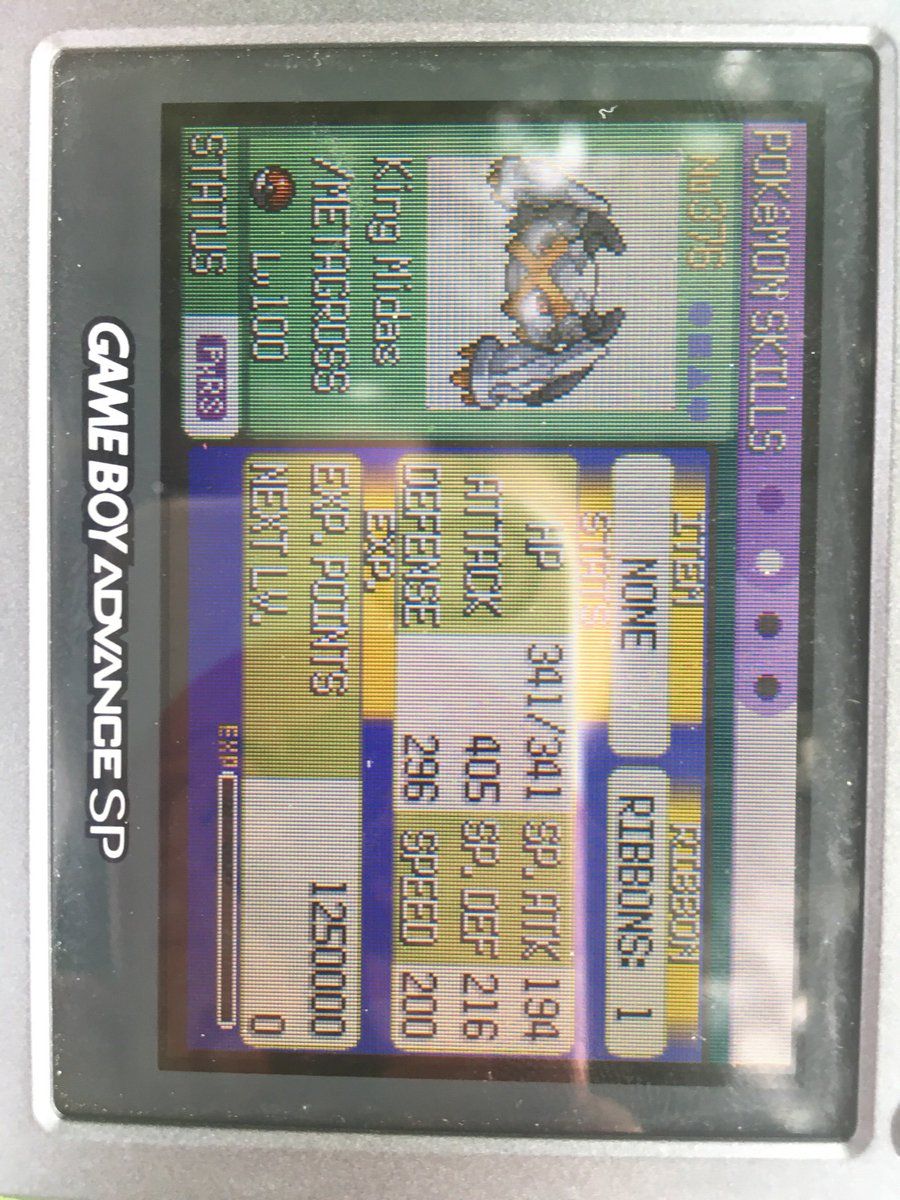 POKéMON SKILLS
No376
King Midas
/METAGROSS
Lv100
STATUS
PKRS
ITEM
NONE
RIBBON
RIBBONS: 1
STATS
HP 341/341 SP. ATK 194
ATTACK 405 SP. DEF 216
DEFENSE 296 SPEED 200
EXP.
EXP. POINTS 1250000
NEXT LV. 0
EXP
GAME BOY ADVANCE SP